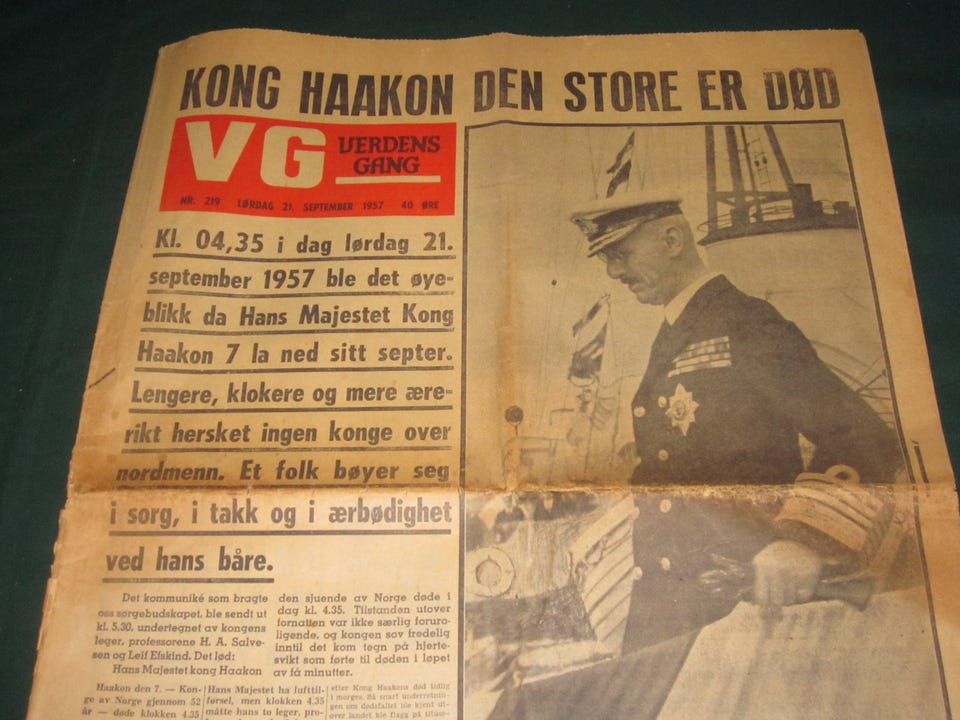 KONG HAAKON DEN STORE ER DØD
VG VERDENS
GANG
NR. 219 LØRDAG 21. SEPTEMBER 1957 40 ØRE
Kl. 04,35 i dag lørdag 21.
september 1957 ble det øye-
blikk da Hans Majestet Kong
Haakon 7 la ned sitt septer.
Lengere, klokere og mere ære-
rikt hersket ingen konge over
nordmenn. Et folk bøyer seg
i sorg, i takk og i ærbødighet
ved hans båre.
Det kommuniké som bragte
oss sørgebudskapet, ble sendt ut
kl. 5.30, undertegnet av kongens
leger, professorene H. A. Salve-
sen og Leif Efskind. Det lød:
Hans Majestet kong Haakon
den sjuende av Norge døde i
dag kl. 4.35. Tilstanden utover
fornatten var ikke særlig foruro-
ligende, og kongen sov fredelig
inntil det kom tegn på hjerte-
svikt som førte til døden i løpet
av få minutter.
Haakon den 7. — Kon-
ge av Norge gjennom 52
år — døde klokken 4.35
Hans Majestet ha lufttil-
førsel, men klokken 4.35
måtte hans to leger, pro-
etter Kong Haakons død tidlig
i morges. Så snart underretnin-
gen om dødsfallet ble kjent ut-
over landet ble flagg på